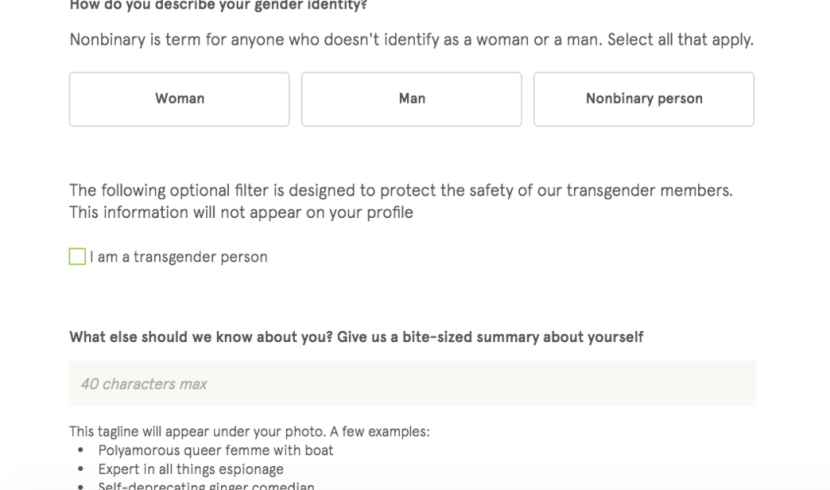 How do you describe your gender identity?
Nonbinary is term for anyone who doesn't identify as a woman or a man. Select all that apply.
Woman
Man
Nonbinary person
The following optional filter is designed to protect the safety of our transgender members.
This information will not appear on your profile
I am a transgender person
What else should we know about you? Give us a bite-sized summary about yourself
40 characters max
This tagline will appear under your photo. A few examples:
• Polyamorous queer femme with boat
• Expert in all things espionage
• Self-deprecating ginger comedian